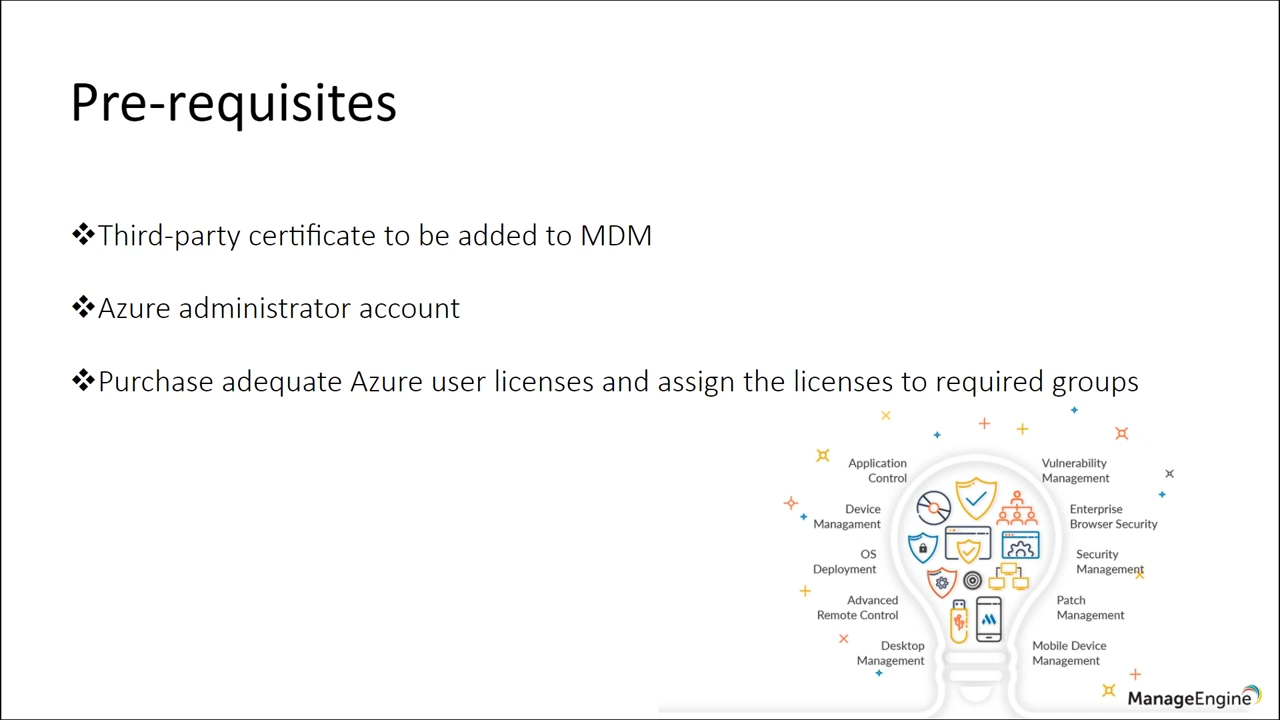 Pre-requisites
❖Third-party certificate to be added to MDM
❖Azure administrator account
❖Purchase adequate Azure user licenses and assign the licenses to required groups
Application
Control
Device
Managament
OS
Deployment
Advanced
Remote Control
Desktop
Management
Vulnerability
Management
Enterprise
Browser Security
Security
Management
Patch
Management
Mobile Device
Management
ManageEngine